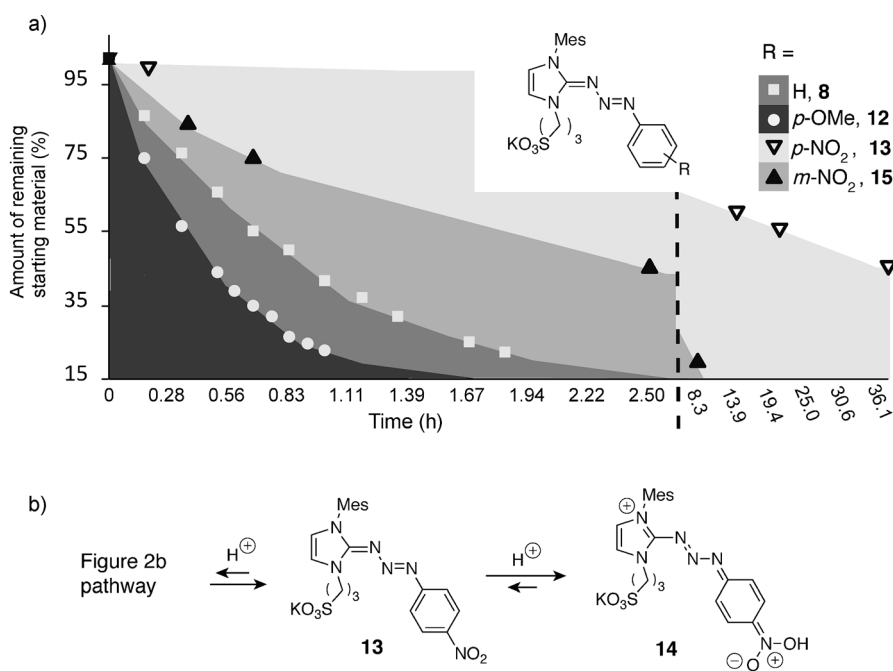 a)
Amount of remaining
starting material (%)
95
75
55
35
15
0
0.28
0.56
0.83
1.11
1.39
1.67
1.94
2.22
2.50
8.3
13.9
19.4
25.0
30.6
36.1
Time (h)
Mes
N
N
N
N=N
KO₃S
( )₃
R
R =
H, 8
p-OMe, 12
p-NO₂, 13
m-NO₂, 15
b)
Figure 2b
pathway
H⊕
Mes
N
N
N
N=N
KO₃S
( )₃
NO₂
13
H⊕
⊕
Mes
N
N
N
N-N
KO₃S
( )₃
N-OH
⊖O ⊕
14